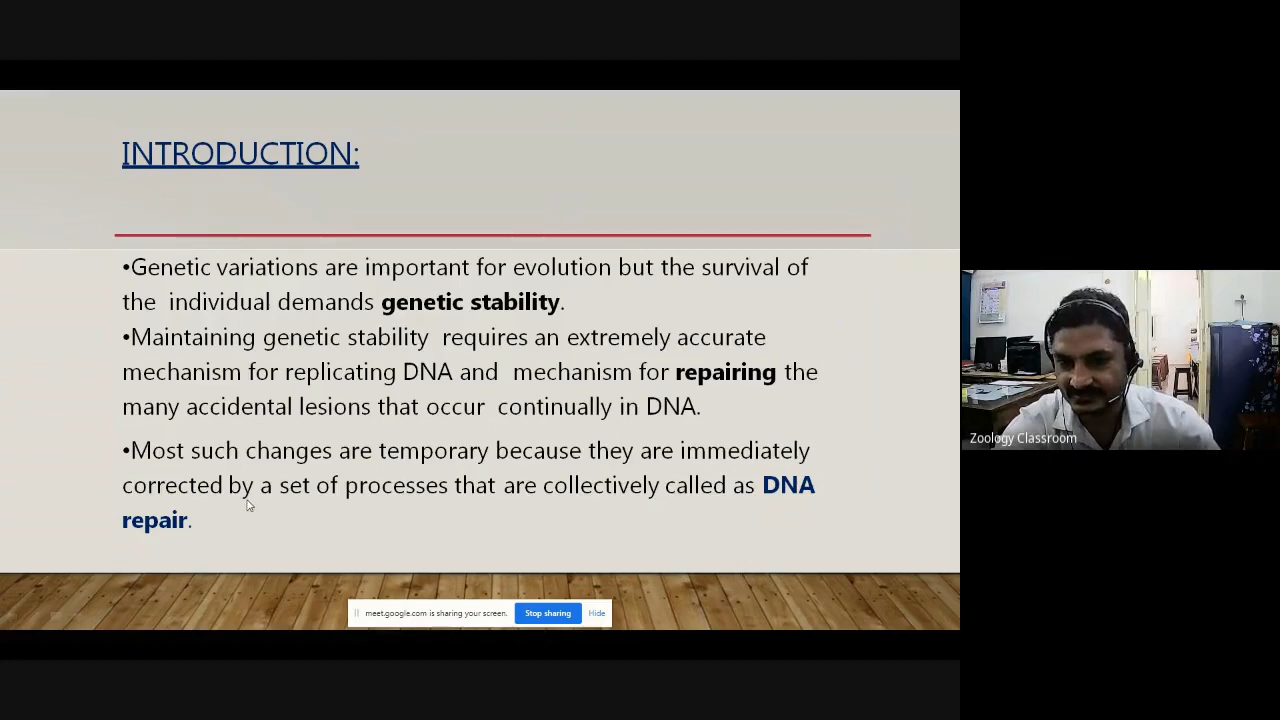 INTRODUCTION:
•Genetic variations are important for evolution but the survival of
the individual demands genetic stability.
•Maintaining genetic stability requires an extremely accurate
mechanism for replicating DNA and mechanism for repairing the
many accidental lesions that occur continually in DNA.
•Most such changes are temporary because they are immediately
corrected by a set of processes that are collectively called as DNA
repair.
meet.google.com is sharing your screen. Stop sharing Hide
Zoology Classroom